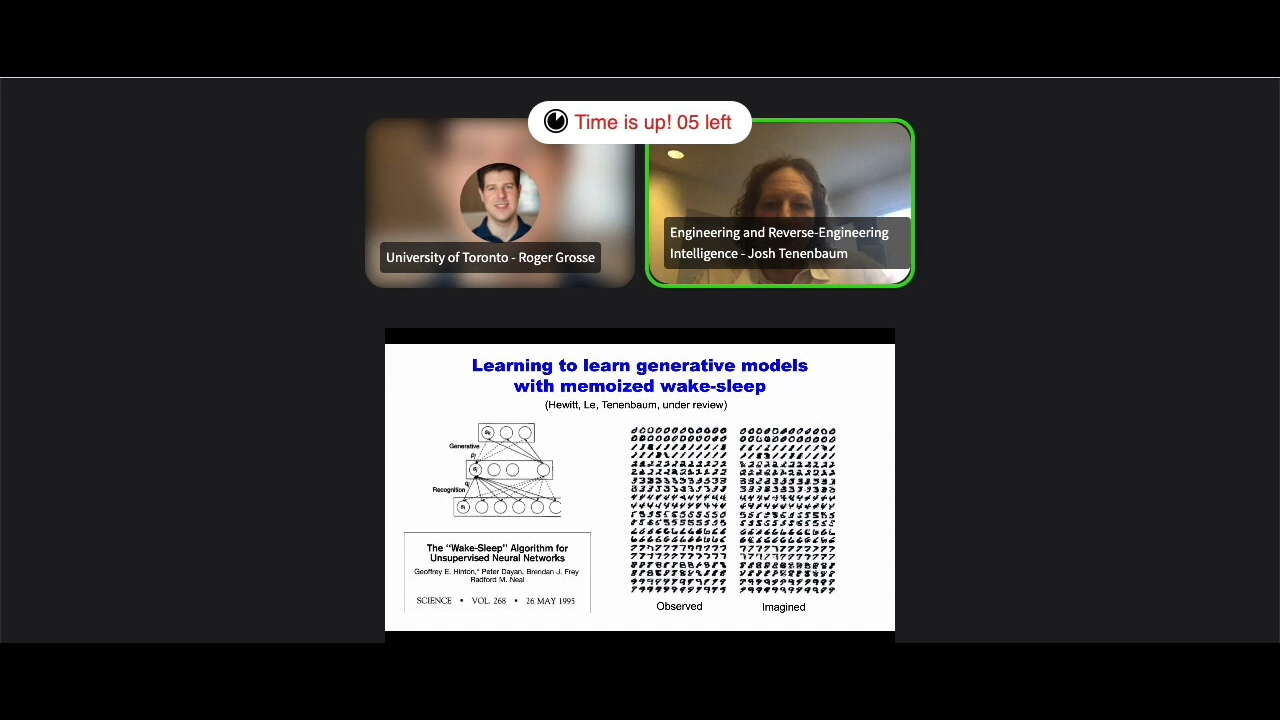 Time is up! 05 left
University of Toronto - Roger Grosse
Engineering and Reverse-Engineering
Intelligence - Josh Tenenbaum
Learning to learn generative models
with memoized wake-sleep
(Hewitt, Le, Tenenbaum, under review)
Generative
Recognition
The "Wake-Sleep" Algorithm for
Unsupervised Neural Networks
Geoffrey E. Hinton,* Peter Dayan, Brendan J. Frey
Radford M. Neal
SCIENCE • VOL. 268 • 26 MAY 1995
Observed
Imagined